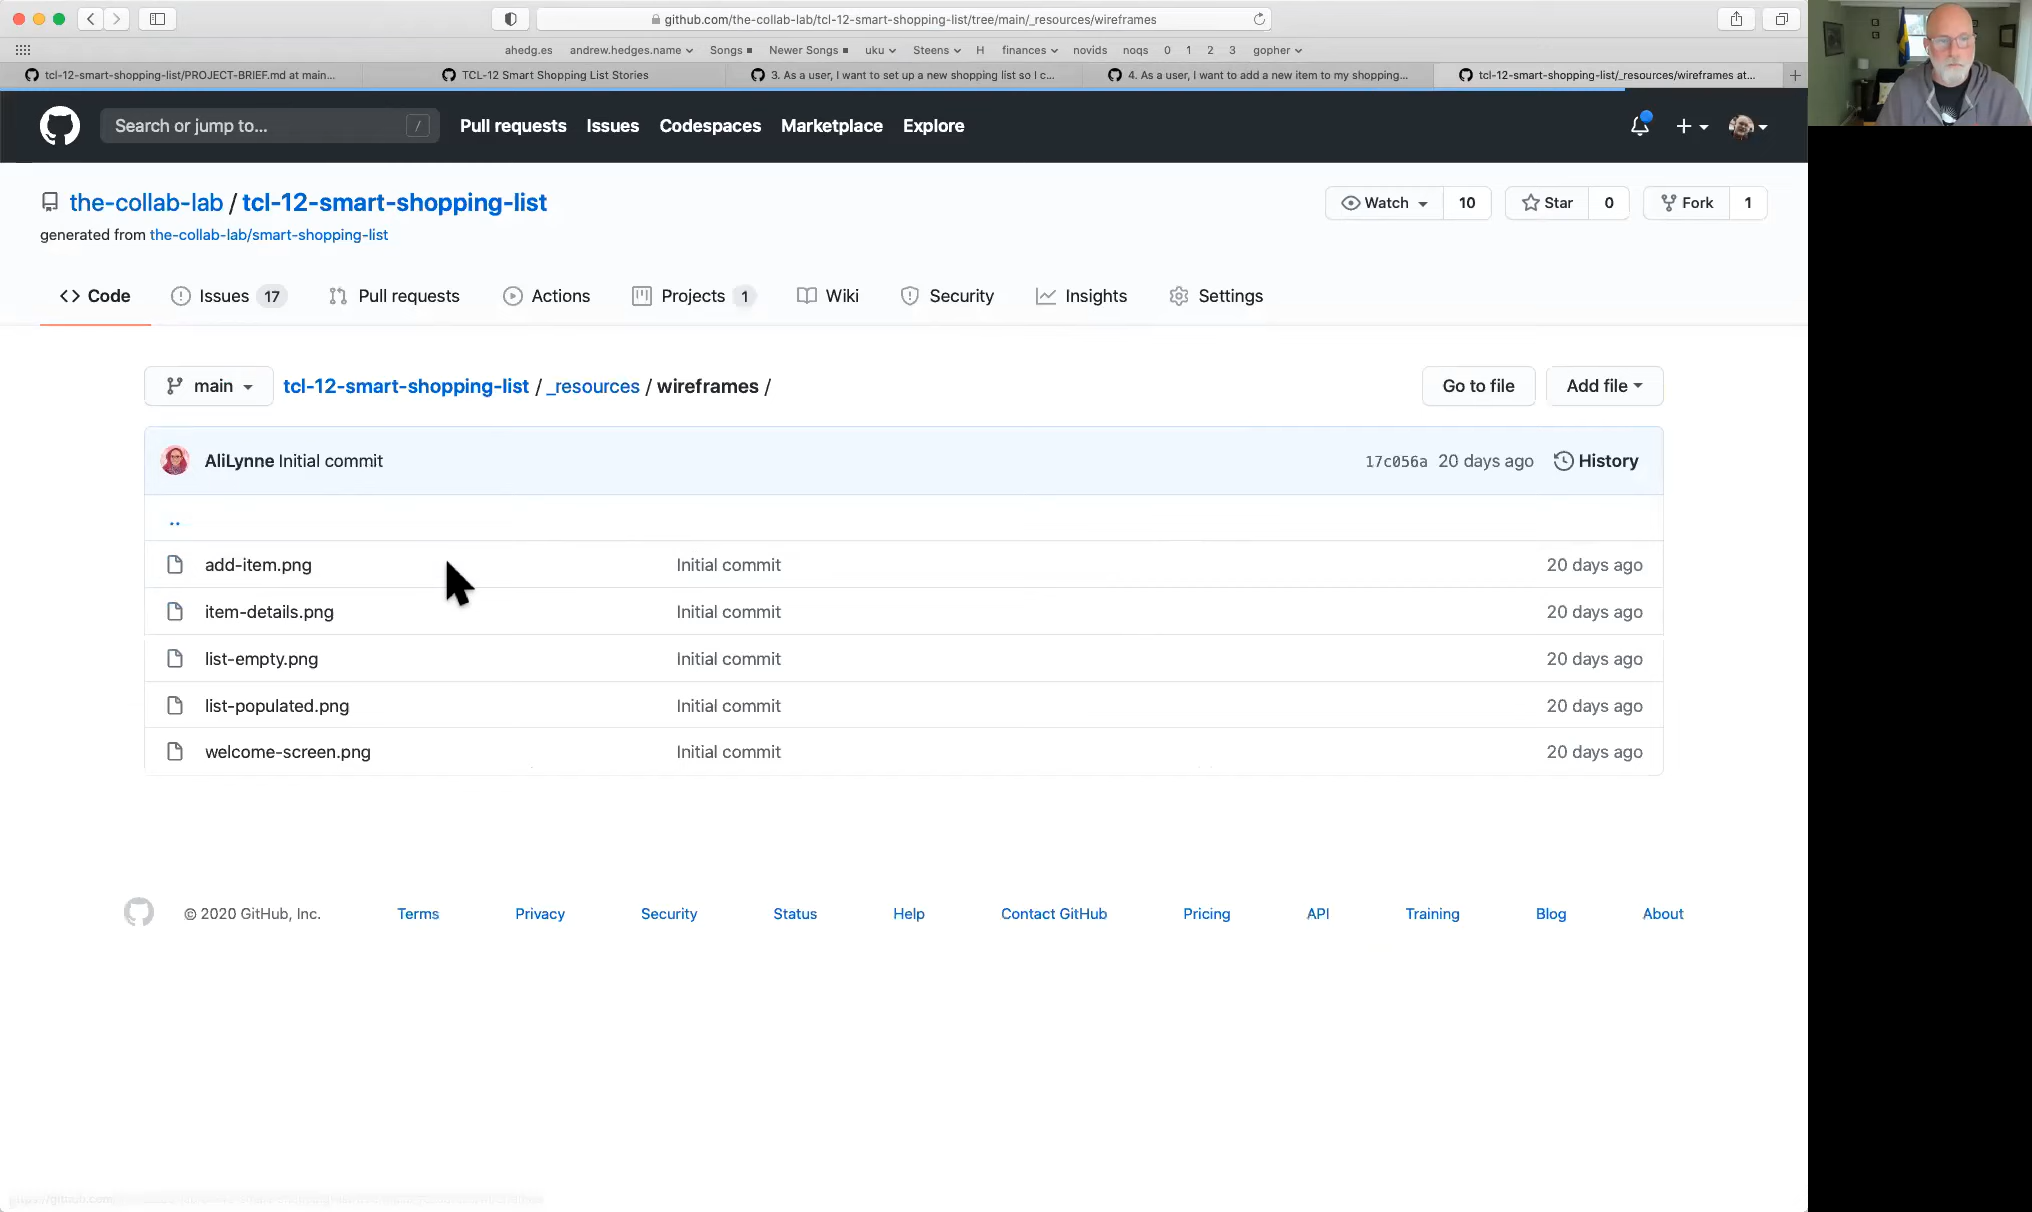 github.com/the-collab-lab/tcl-12-smart-shopping-list/tree/main/_resources/wireframes
ahedg.es andrew.hedges.name Songs Newer Songs uku Steens H finances novids noqs 0 1 2 3 gopher
tcl-12-smart-shopping-list/PROJECT-BRIEF.md at main... TCL-12 Smart Shopping List Stories 3. As a user, I want to set up a new shopping list so I c... 4. As a user, I want to add a new item to my shopping... tcl-12-smart-shopping-list/_resources/wireframes at...
Search or jump to... / Pull requests Issues Codespaces Marketplace Explore
the-collab-lab / tcl-12-smart-shopping-list Watch 10 Star 0 Fork 1
generated from the-collab-lab/smart-shopping-list
Code Issues 17 Pull requests Actions Projects 1 Wiki Security Insights Settings
main tcl-12-smart-shopping-list / _resources / wireframes / Go to file Add file
AliLynne Initial commit 17c056a 20 days ago History
..
add-item.png Initial commit 20 days ago
item-details.png Initial commit 20 days ago
list-empty.png Initial commit 20 days ago
list-populated.png Initial commit 20 days ago
welcome-screen.png Initial commit 20 days ago
© 2020 GitHub, Inc. Terms Privacy Security Status Help Contact GitHub Pricing API Training Blog About